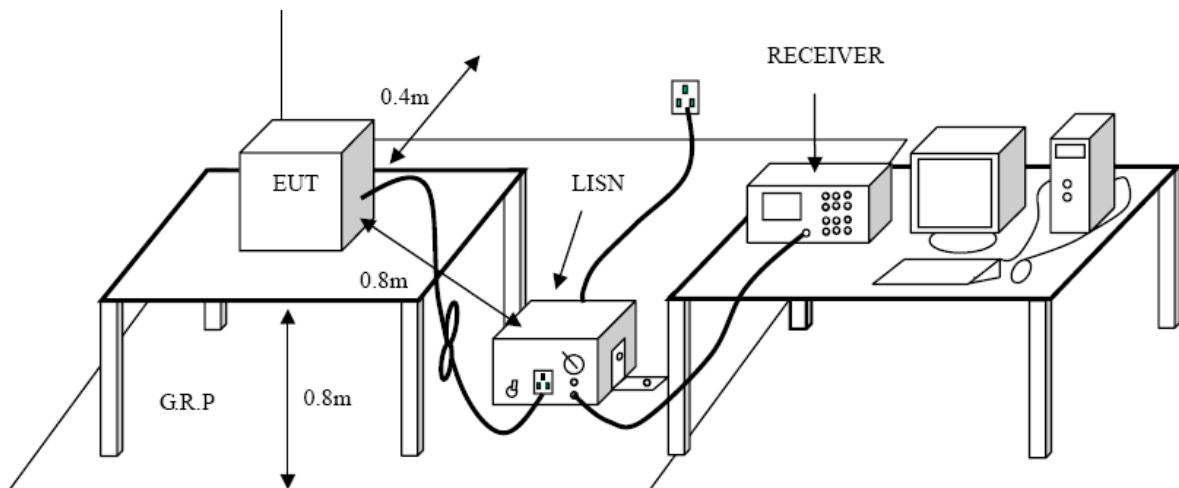 RECEIVER
0.4m
EUT
LISN
0.8m
G.R.P
0.8m